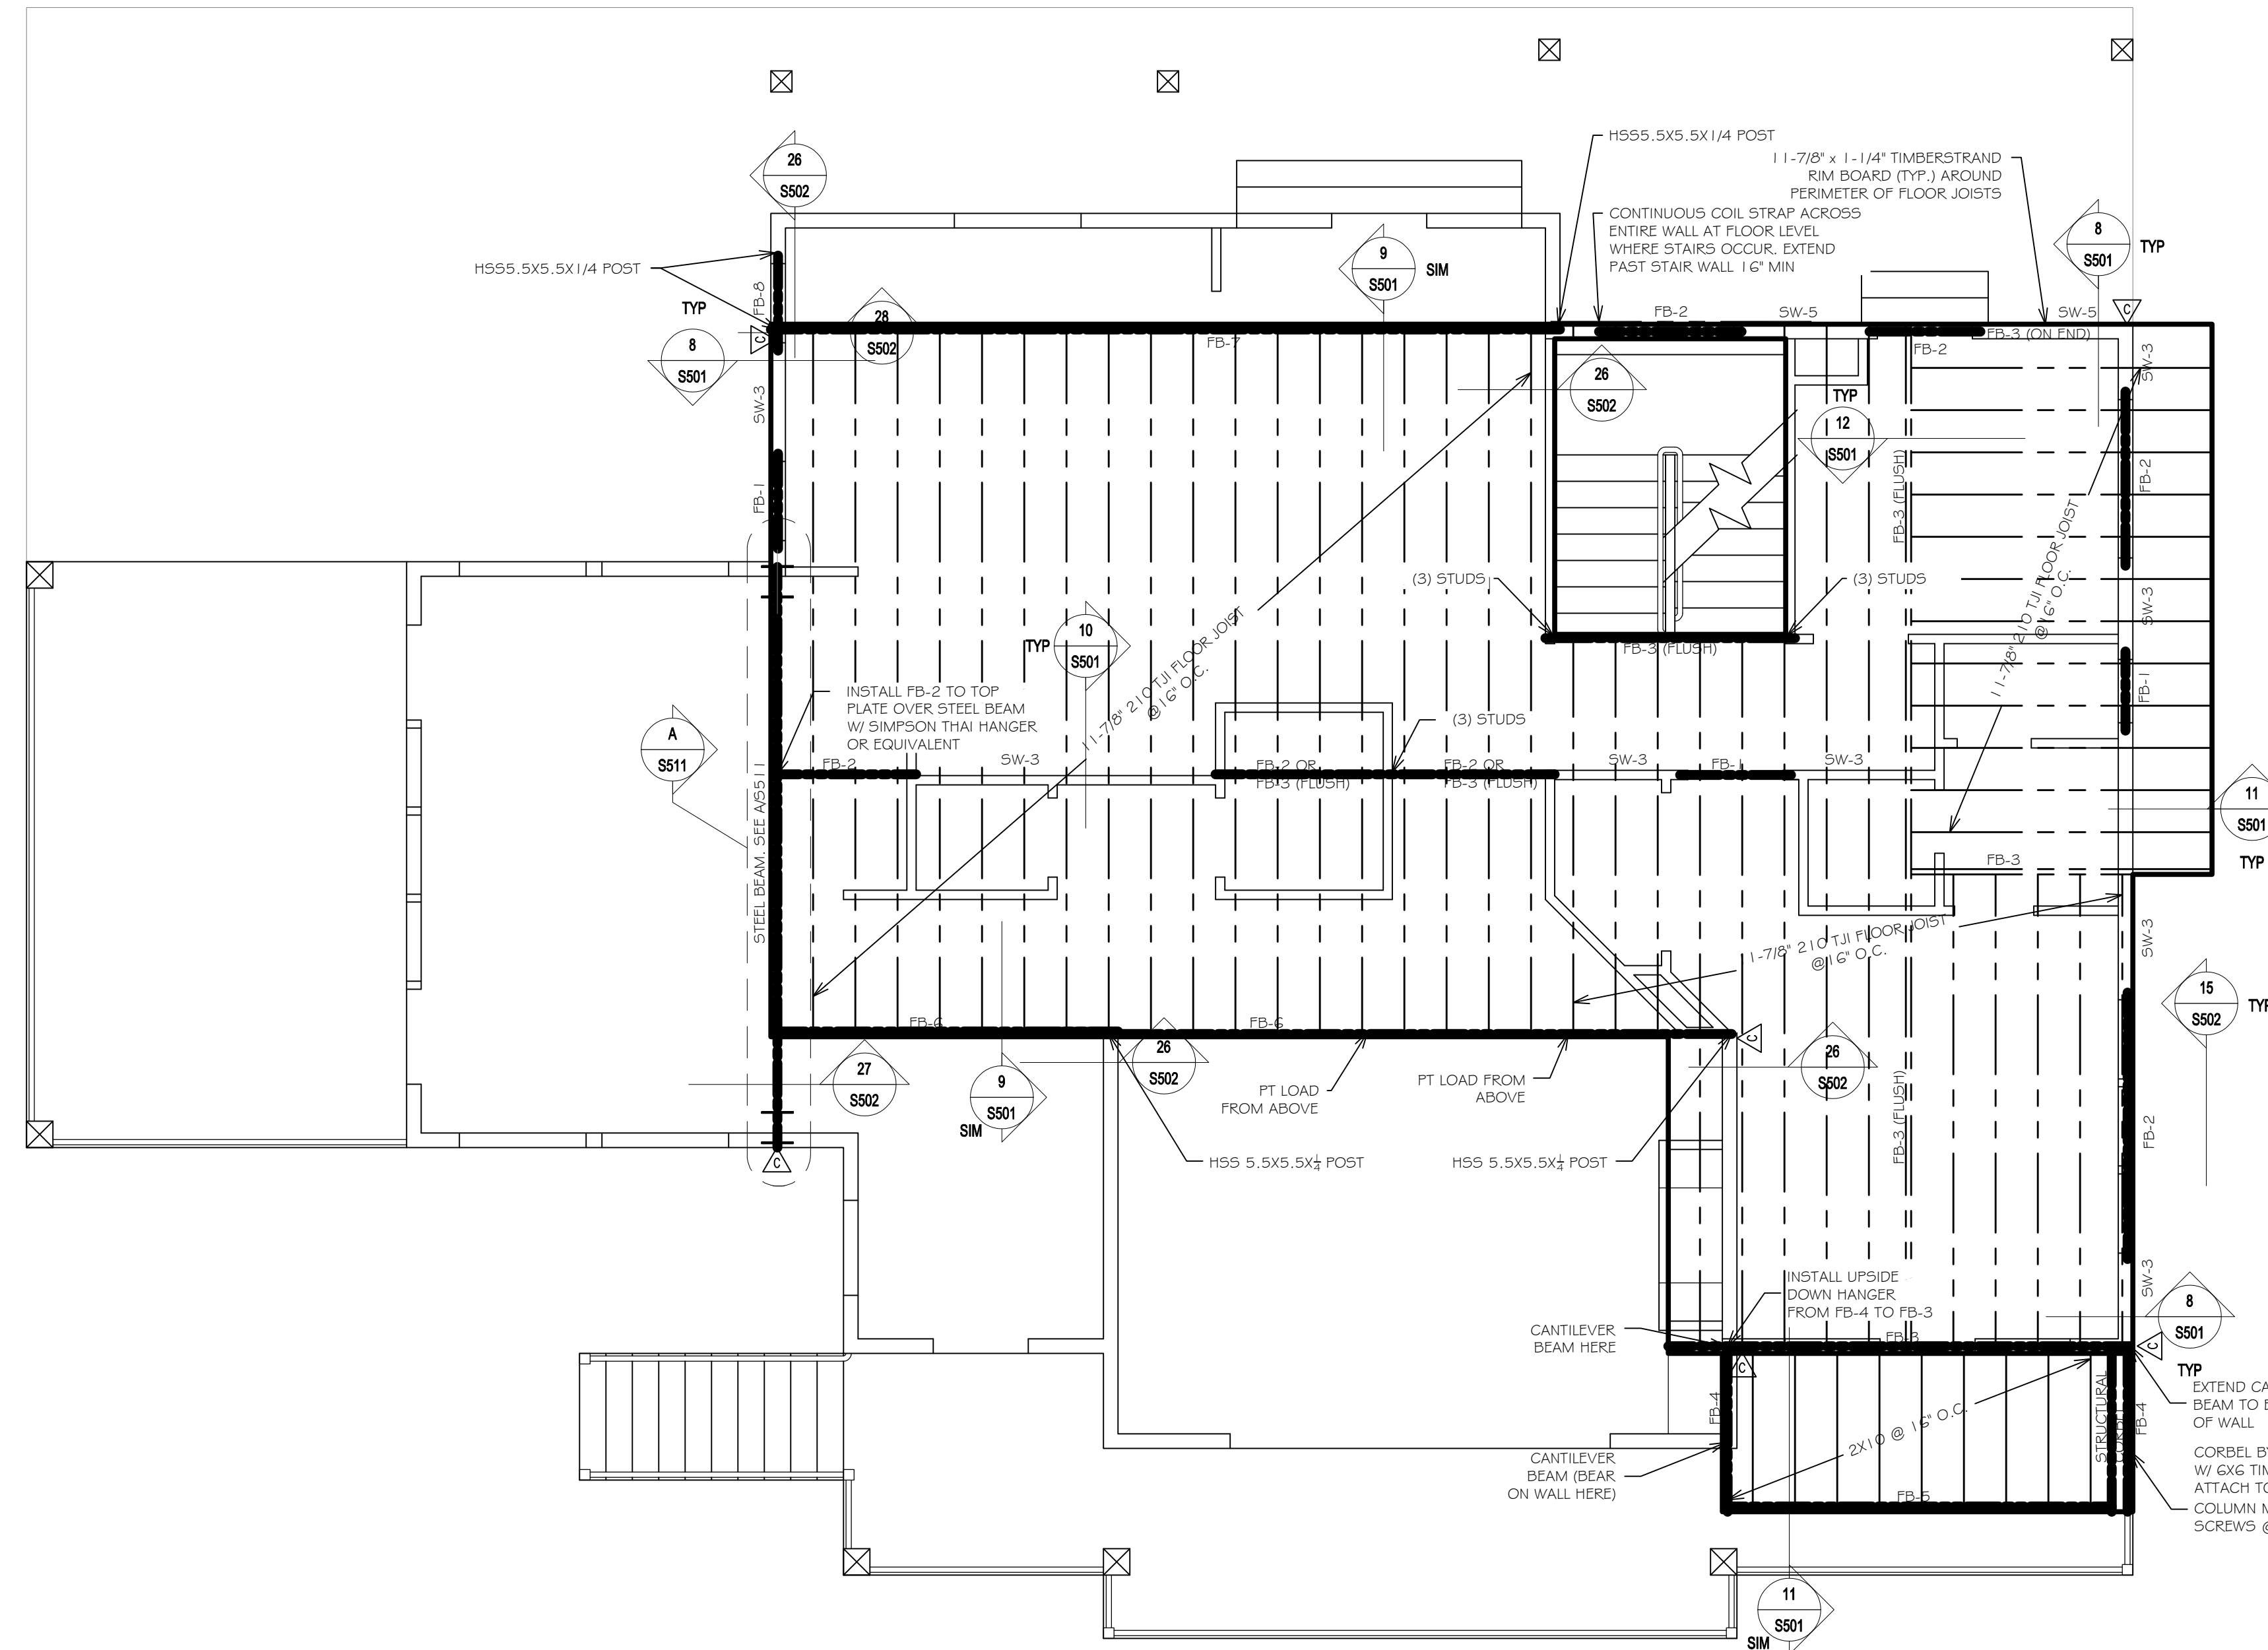 HSS5.5X5.5X1/4 POST
11-7/8" x 1-1/4" TIMBERSTRAND
RIM BOARD (TYP.) AROUND
PERIMETER OF FLOOR JOISTS
26
S502
CONTINUOUS COIL STRAP ACROSS
ENTIRE WALL AT FLOOR LEVEL
WHERE STAIRS OCCUR. EXTEND
PAST STAIR WALL 16" MIN
8
S501
TYP
9
S501
SIM
HSS5.5X5.5X1/4 POST
FB-8
TYP
C
8
S501
28
S502
FB-7
FB-2
SW-5
SW-5
C
FB-3 (ON END)
FB-2
SW-3
26
S502
TYP
12
S501
SW-3
FB-1
FB-3 (FLUSH)
FB-2
11-7/8" 210 TJI FLOOR JOIST
@16" O.C.
(3) STUDS
(3) STUDS
SW-3
FB-3 (FLUSH)
TYP
10
S501
11-7/8" 210 TJI FLOOR JOIST
@16" O.C.
FB-1
INSTALL FB-2 TO TOP
PLATE OVER STEEL BEAM
W/ SIMPSON THAI HANGER
OR EQUIVALENT
(3) STUDS
A
S511
FB-2
SW-3
FB-2 OR
FB-3 (FLUSH)
FB-2 OR
FB-3 (FLUSH)
SW-3
FB-1
SW-3
11
S501
TYP
STEEL BEAM. SEE A/S511
FB-3
1-7/8" 210 TJI FLOOR JOIST
@16" O.C.
SW-3
15
S502
TYP
FB-6
FB-6
C
26
S502
26
S502
27
S502
9
S501
SIM
PT LOAD
FROM ABOVE
PT LOAD FROM
ABOVE
FB-3 (FLUSH)
FB-2
C
HSS 5.5X5.5X¼ POST
HSS 5.5X5.5X¼ POST
SW-3
INSTALL UPSIDE
DOWN HANGER
FROM FB-4 TO FB-3
8
S501
TYP
CANTILEVER
BEAM HERE
FB-3
C
C
EXTEND CA
BEAM TO E
OF WALL
FB-4
2X10 @ 16" O.C.
STRUCTURAL
CORBEL
FB-4
CORBEL BY
W/ 6X6 TIM
ATTACH TO
COLUMN M
SCREWS @
CANTILEVER
BEAM (BEAR
ON WALL HERE)
FB-5
11
S501
SIM